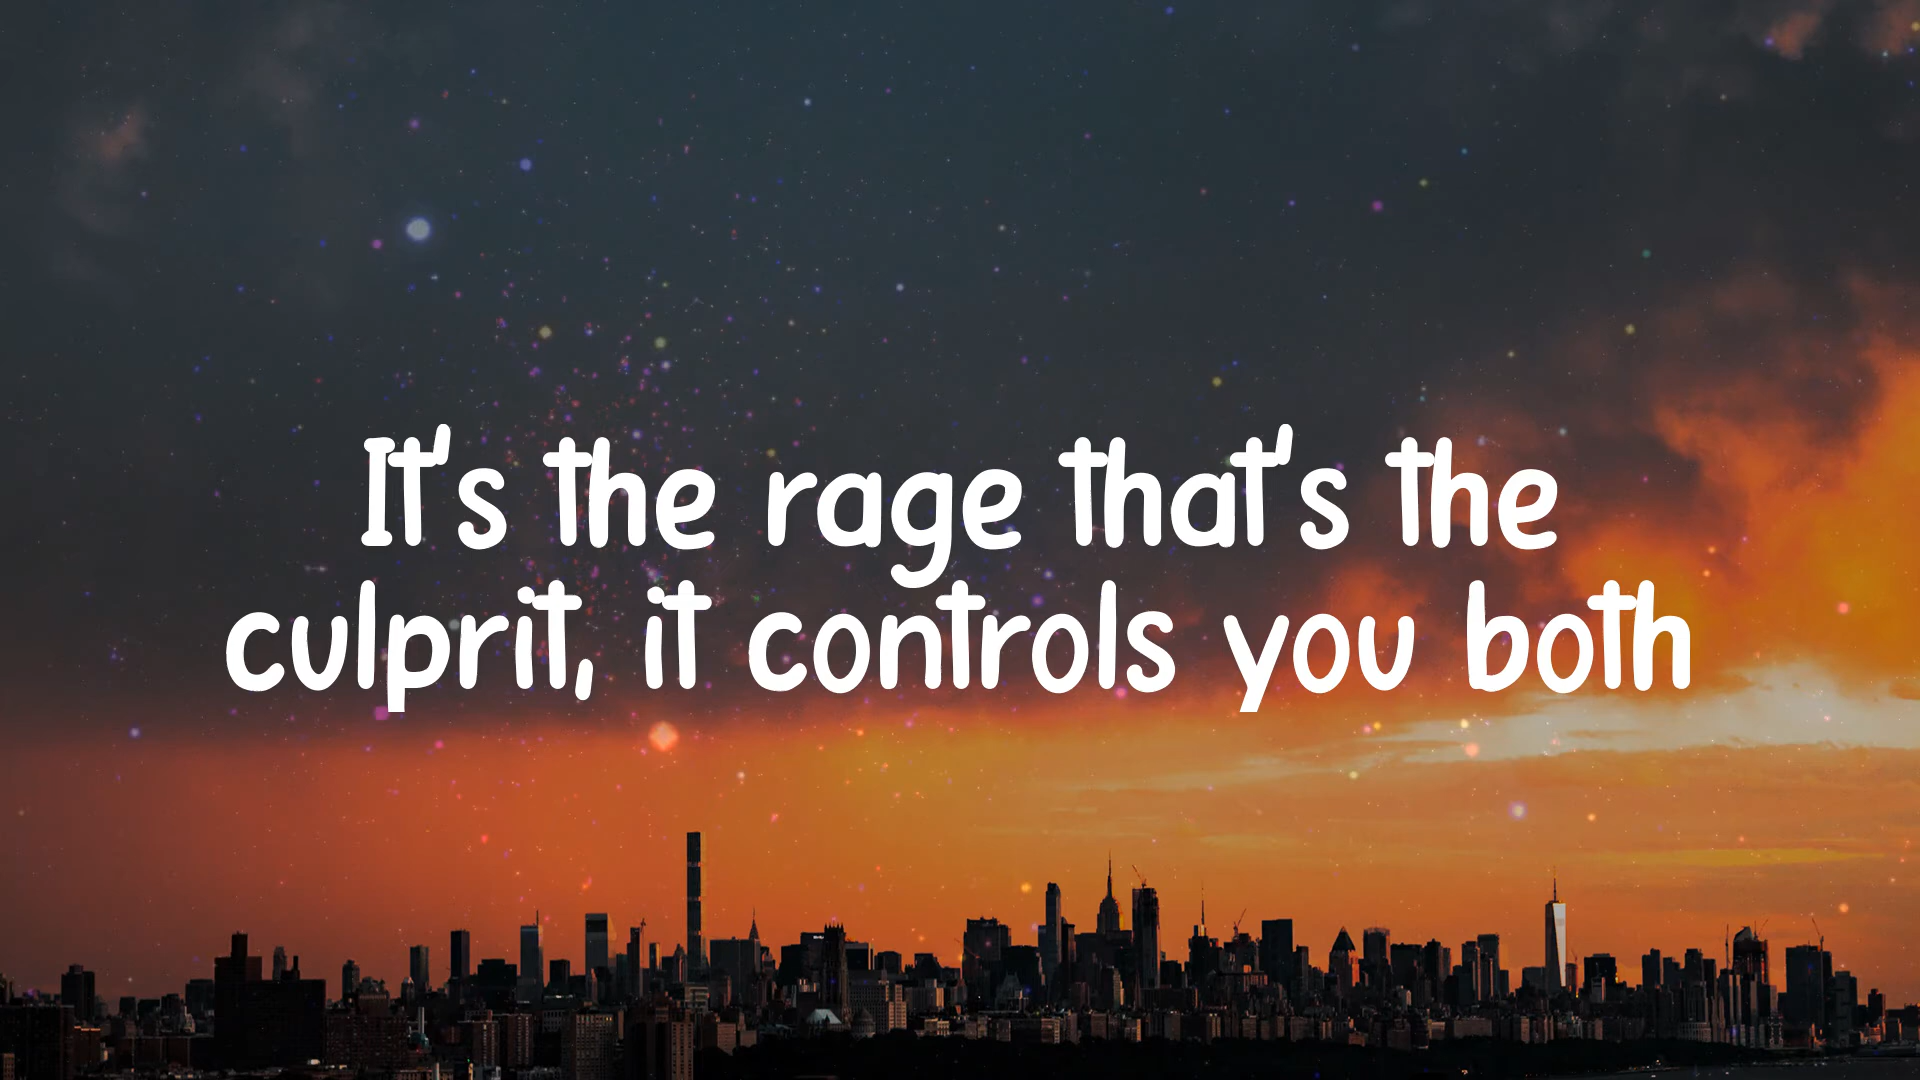 It's the rage that's the
culprit, it controls you both